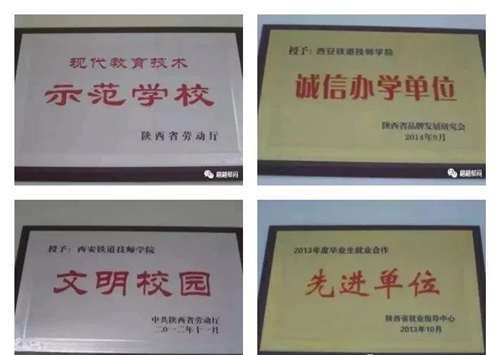 现代教育技术
示范学校
陕西省劳动厅
授予：西安铁道技师学院
诚信办学单位
陕西省品牌发展研究会
2014年8月
授予：西安铁道技师学院
文明校园
中共陕西省劳动厅
二〇一二年十一月
2013年度毕业生就业合作
先进单位
陕西省就业指导中心
2013年10月